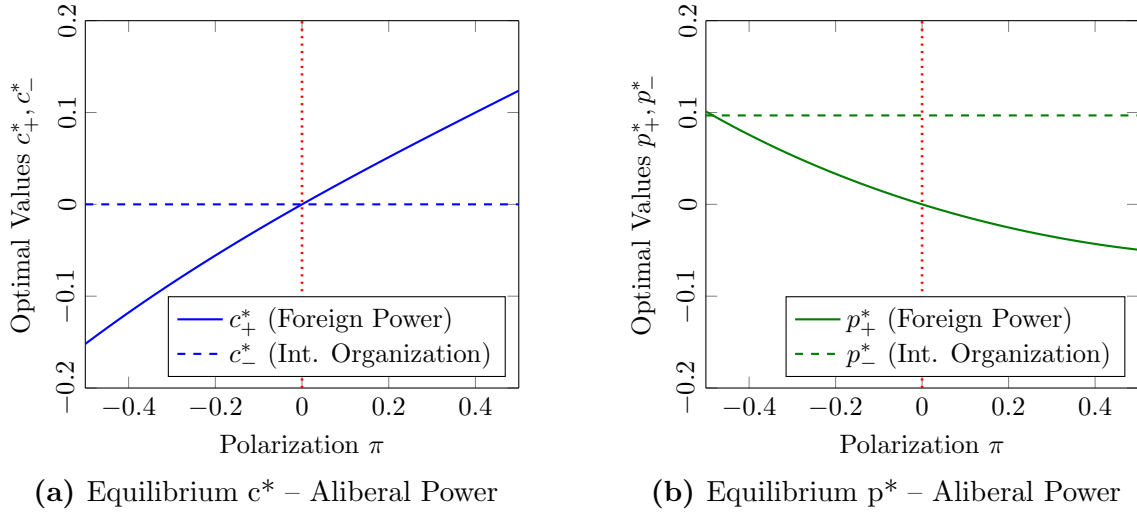 0.2
0.1
0
−0.1
−0.2
Optimal Values c*₊, c*₋
c*₊ (Foreign Power)
c*₋ (Int. Organization)
−0.4 −0.2 0 0.2 0.4
Polarization π
(a) Equilibrium c* – Aliberal Power
0.2
0.1
0
−0.1
−0.2
Optimal Values p*₊, p*₋
p*₊ (Foreign Power)
p*₋ (Int. Organization)
−0.4 −0.2 0 0.2 0.4
Polarization π
(b) Equilibrium p* – Aliberal Power